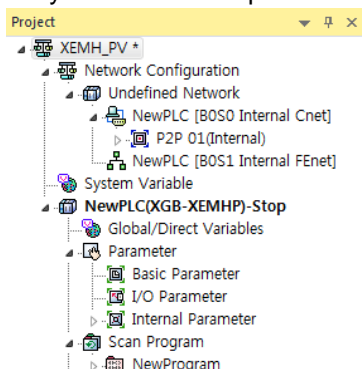 Project
XEMH_PV *
Network Configuration
Undefined Network
NewPLC [B0S0 Internal Cnet]
P2P 01(Internal)
NewPLC [B0S1 Internal FEnet]
System Variable
NewPLC(XGB-XEMHP)-Stop
Global/Direct Variables
Parameter
Basic Parameter
I/O Parameter
Internal Parameter
Scan Program
NewProgram